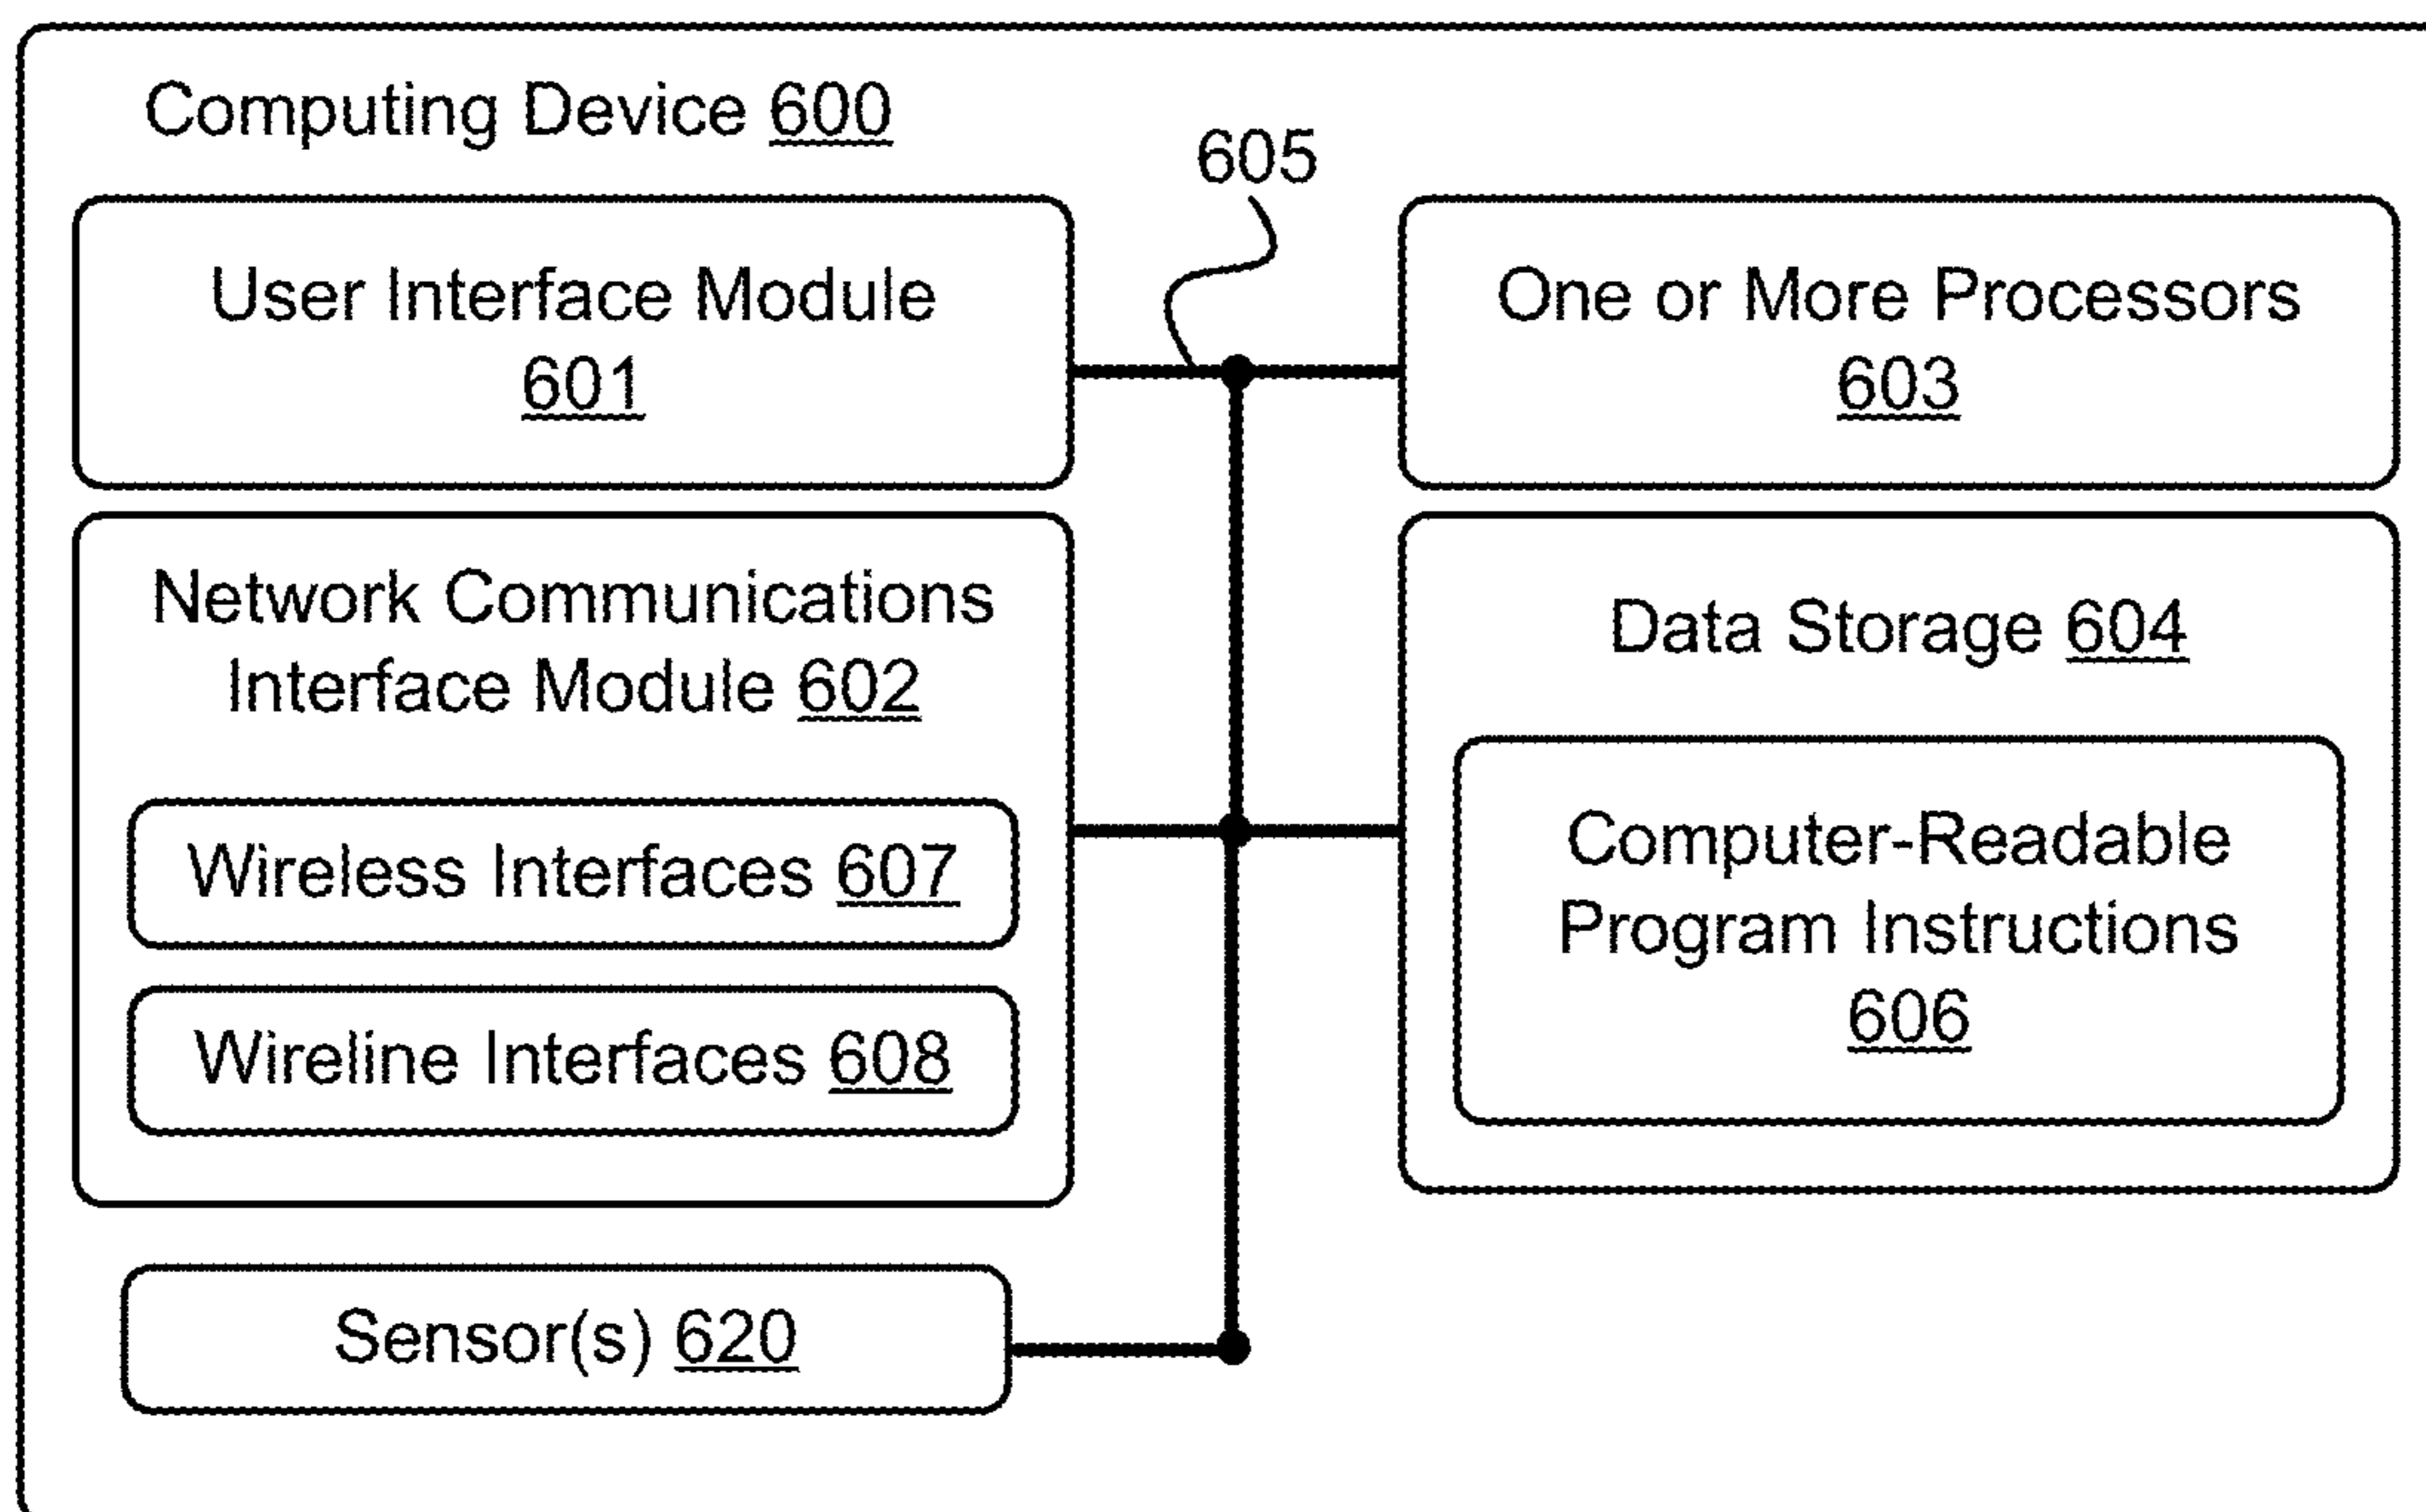 Computing Device 600
605
User Interface Module
601
One or More Processors
603
Network Communications
Interface Module 602
Wireless Interfaces 607
Wireline Interfaces 608
Data Storage 604
Computer-Readable
Program Instructions
606
Sensor(s) 620